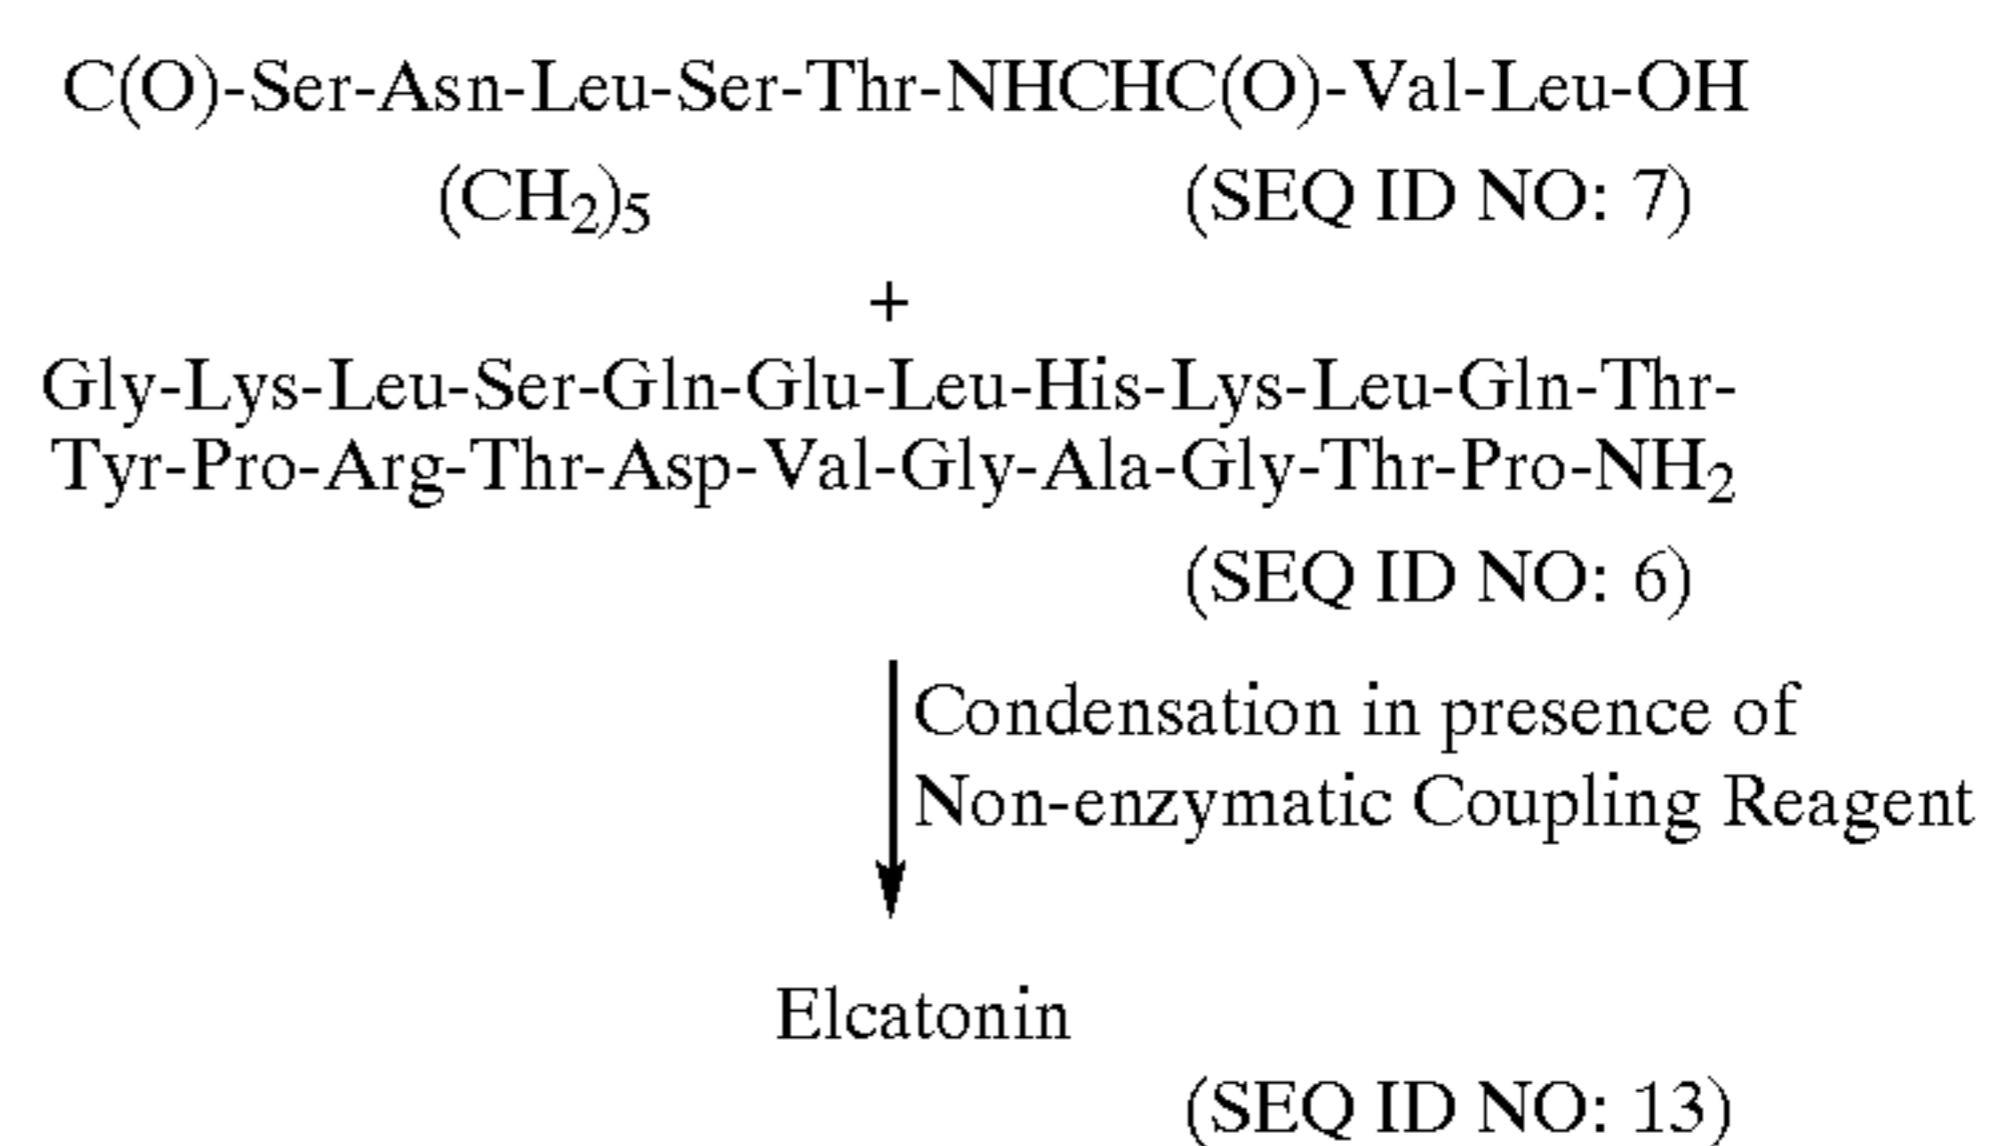 C(O)-Ser-Asn-Leu-Ser-Thr-NHCHC(O)-Val-Leu-OH
(CH₂)₅ (SEQ ID NO: 7)
+
Gly-Lys-Leu-Ser-Gln-Glu-Leu-His-Lys-Leu-Gln-Thr-
Tyr-Pro-Arg-Thr-Asp-Val-Gly-Ala-Gly-Thr-Pro-NH₂
(SEQ ID NO: 6)
Condensation in presence of
Non-enzymatic Coupling Reagent
Elcatonin
(SEQ ID NO: 13)